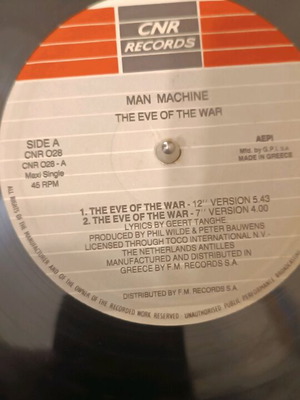 CNR
RECORDS
MAN MACHINE
THE EVE OF THE WAR
SIDE A
CNR 028
CNR 028 - A
Maxi Single
45 RPM
AEPI
Mfg. by G.P.I. SA
MADE IN GREECE
1. THE EVE OF THE WAR - 12'' VERSION 5.43
2. THE EVE OF THE WAR - 7'' VERSION 4.00
LYRICS BY GEERT TANGHE
PRODUCED BY PHIL WILDE & PETER BAUWENS
LICENSED THROUGH TOCO INTERNATIONAL N.V.-
THE NETHERLANDS ANTILLES
MANUFACTURED AND DISTRIBUTED IN
GREECE BY F.M. RECORDS S.A
DISTRIBUTED BY F.M. RECORDS S.A.
ALL RIGHTS OF THE MANUFACTURER AND OF THE OWNER OF THE RECORDED WORK RESERVED UNAUTHORISED PUBLIC PERFORMANCE